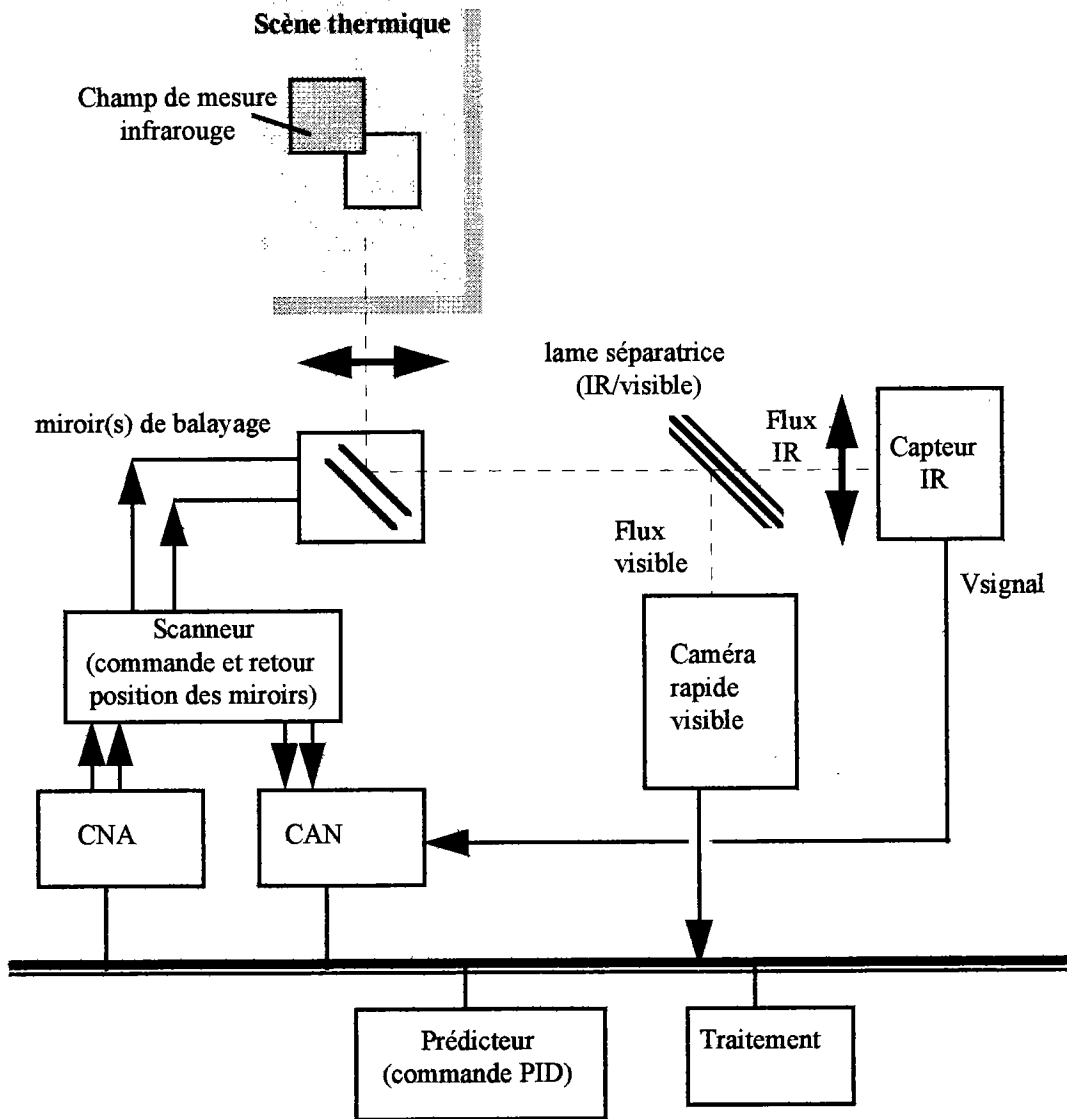 Scène thermique
Champ de mesure
infrarouge
lame séparatrice
(IR/visible)
miroir(s) de balayage
Flux
IR
Capteur
IR
Flux
visible
Vsignal
Scanneur
(commande et retour
position des miroirs)
Caméra
rapide
visible
CNA
CAN
Prédicteur
(commande PID)
Traitement